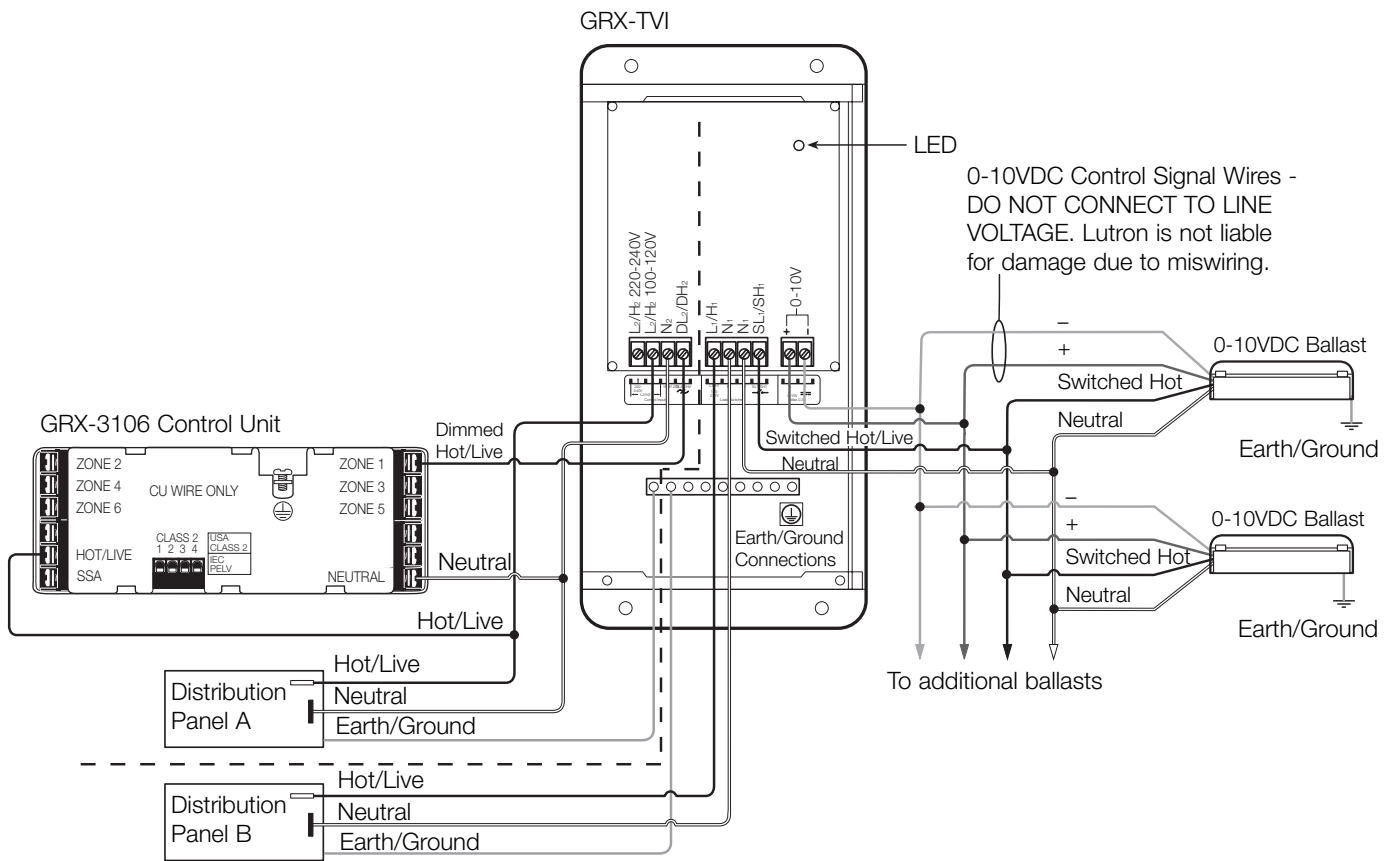 GRX-TVI
LED
0-10VDC Control Signal Wires -
DO NOT CONNECT TO LINE
VOLTAGE. Lutron is not liable
for damage due to miswiring.
L₂/H₂ 220-240V
L₂/H₂ 100-120V
N₂
DL₂/DH₂
L₁/H₁
N₁
N₁
SL₁/SH₁
0-10V
+
-
–
+
Switched Hot
Neutral
0-10VDC Ballast
Earth/Ground
GRX-3106 Control Unit
ZONE 2
ZONE 4
ZONE 6
HOT/LIVE
SSA
CU WIRE ONLY
CLASS 2
1 2 3 4
USA
CLASS 2
IEC
PELV
ZONE 1
ZONE 3
ZONE 5
NEUTRAL
Dimmed
Hot/Live
Switched Hot/Live
Neutral
Earth/Ground
Connections
Neutral
Hot/Live
–
+
Switched Hot
Neutral
0-10VDC Ballast
Earth/Ground
To additional ballasts
Distribution
Panel A
Hot/Live
Neutral
Earth/Ground
Distribution
Panel B
Hot/Live
Neutral
Earth/Ground